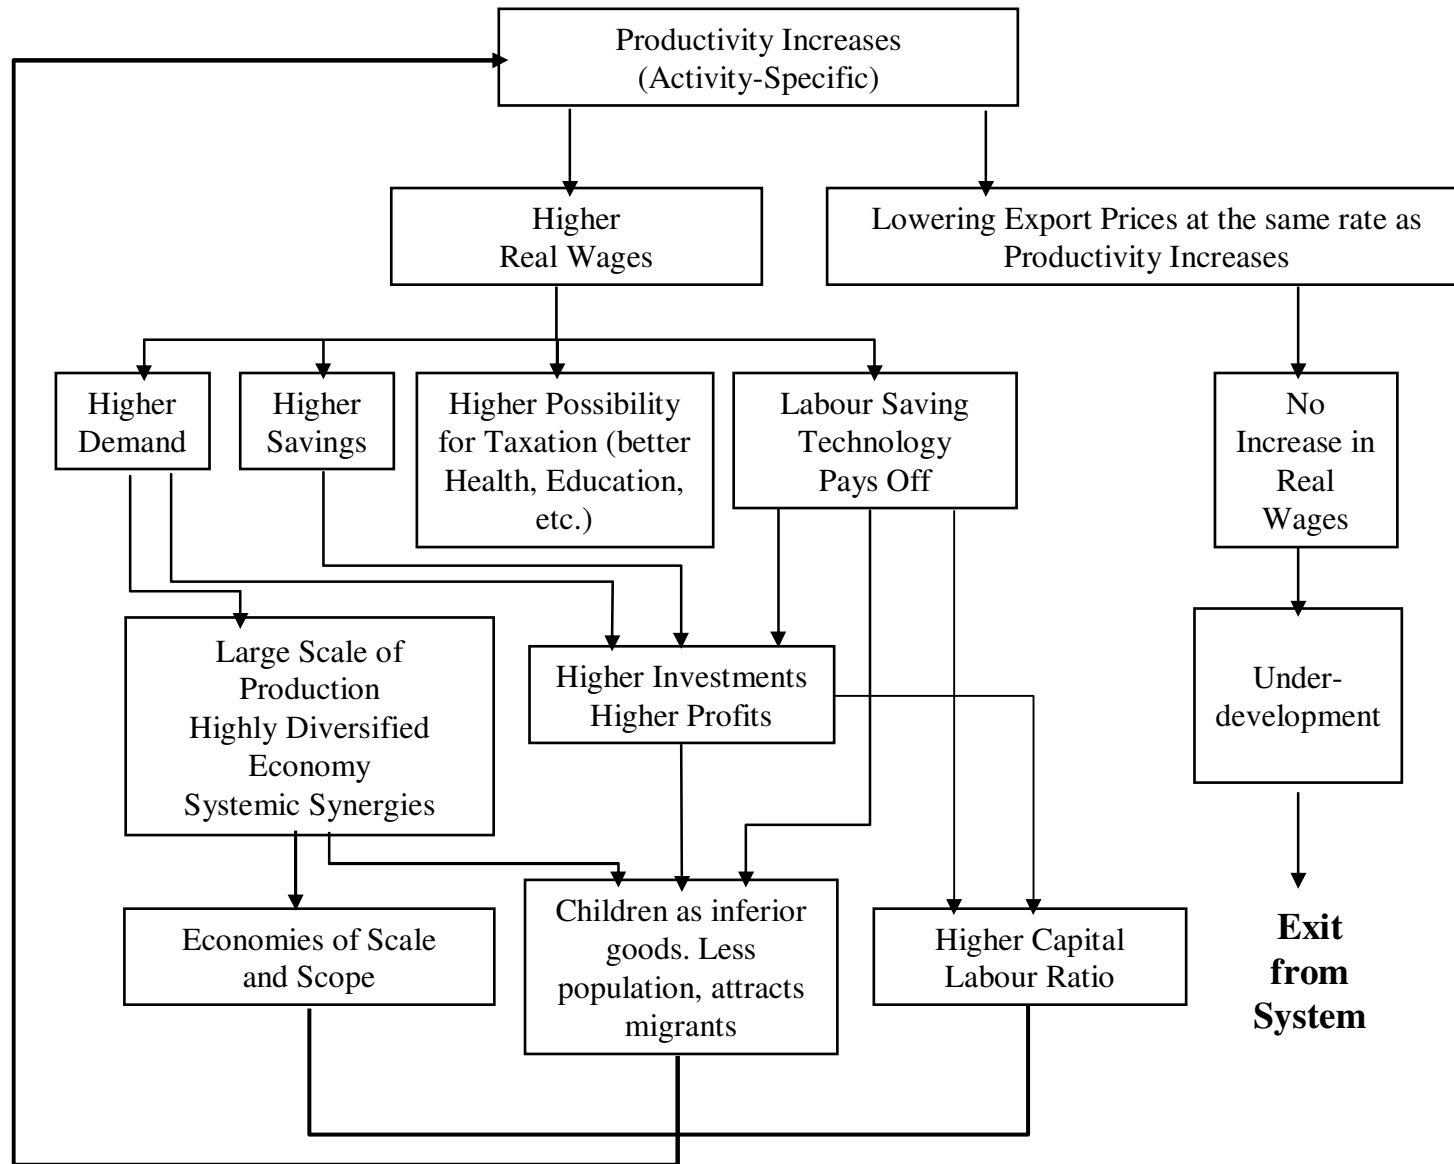 Productivity Increases
(Activity-Specific)
Higher
Real Wages
Lowering Export Prices at the same rate as
Productivity Increases
Higher
Demand
Higher
Savings
Higher Possibility
for Taxation (better
Health, Education,
etc.)
Labour Saving
Technology
Pays Off
No
Increase in
Real
Wages
Large Scale of
Production
Highly Diversified
Economy
Systemic Synergies
Higher Investments
Higher Profits
Under-
development
Economies of Scale
and Scope
Children as inferior
goods. Less
population, attracts
migrants
Higher Capital
Labour Ratio
Exit
from
System